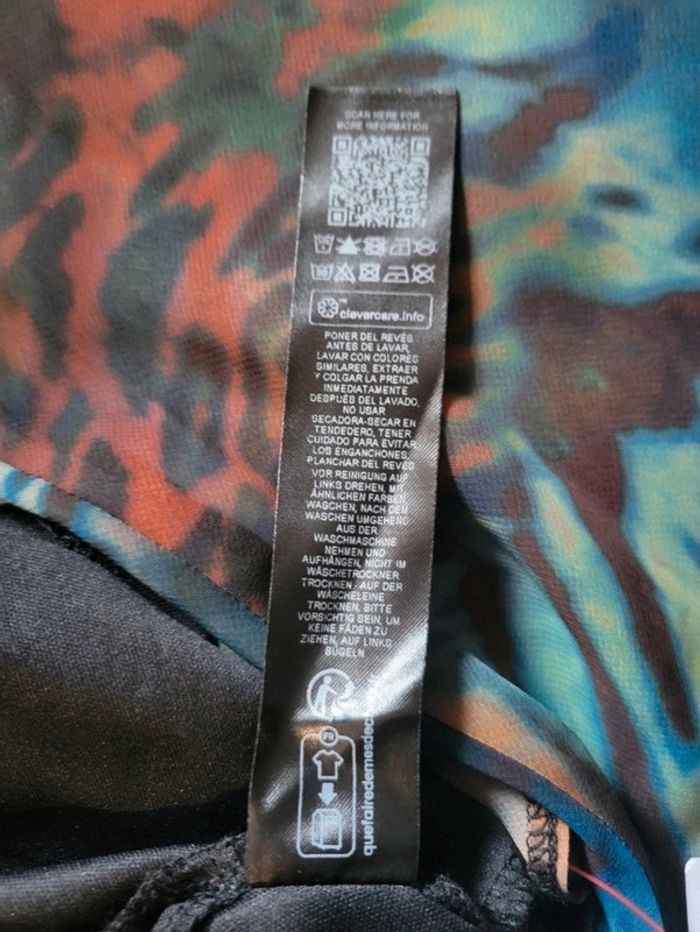 SCAN HERE FOR
MORE INFORMATION
™
clevercare.info
PONER DEL REVÉS
ANTES DE LAVAR,
LAVAR CON COLORES
SIMILARES, EXTRAER
Y COLGAR LA PRENDA
INMEDIATAMENTE
DESPUÉS DEL LAVADO,
NO USAR
SECADORA-SECAR EN
TENDEDERO, TENER
CUIDADO PARA EVITAR
LOS ENGANCHONES,
PLANCHAR DEL REVÉS
VOR REINIGUNG AUF
LINKS DREHEN, MIT
ÄHNLICHEN FARBEN
WASCHEN, NACH DEM
WASCHEN UMGEHEND
AUS DER
WASCHMASCHINE
NEHMEN UND
AUFHÄNGEN, NICHT IM
WÄSCHETROCKNER
TROCKNEN - AUF DER
WÄSCHELEINE
TROCKNEN, BITTE
VORSICHTIG SEIN, UM
KEINE FÄDEN ZU
ZIEHEN, AUF LINKS
BÜGELN
FR
quefairedemesdec